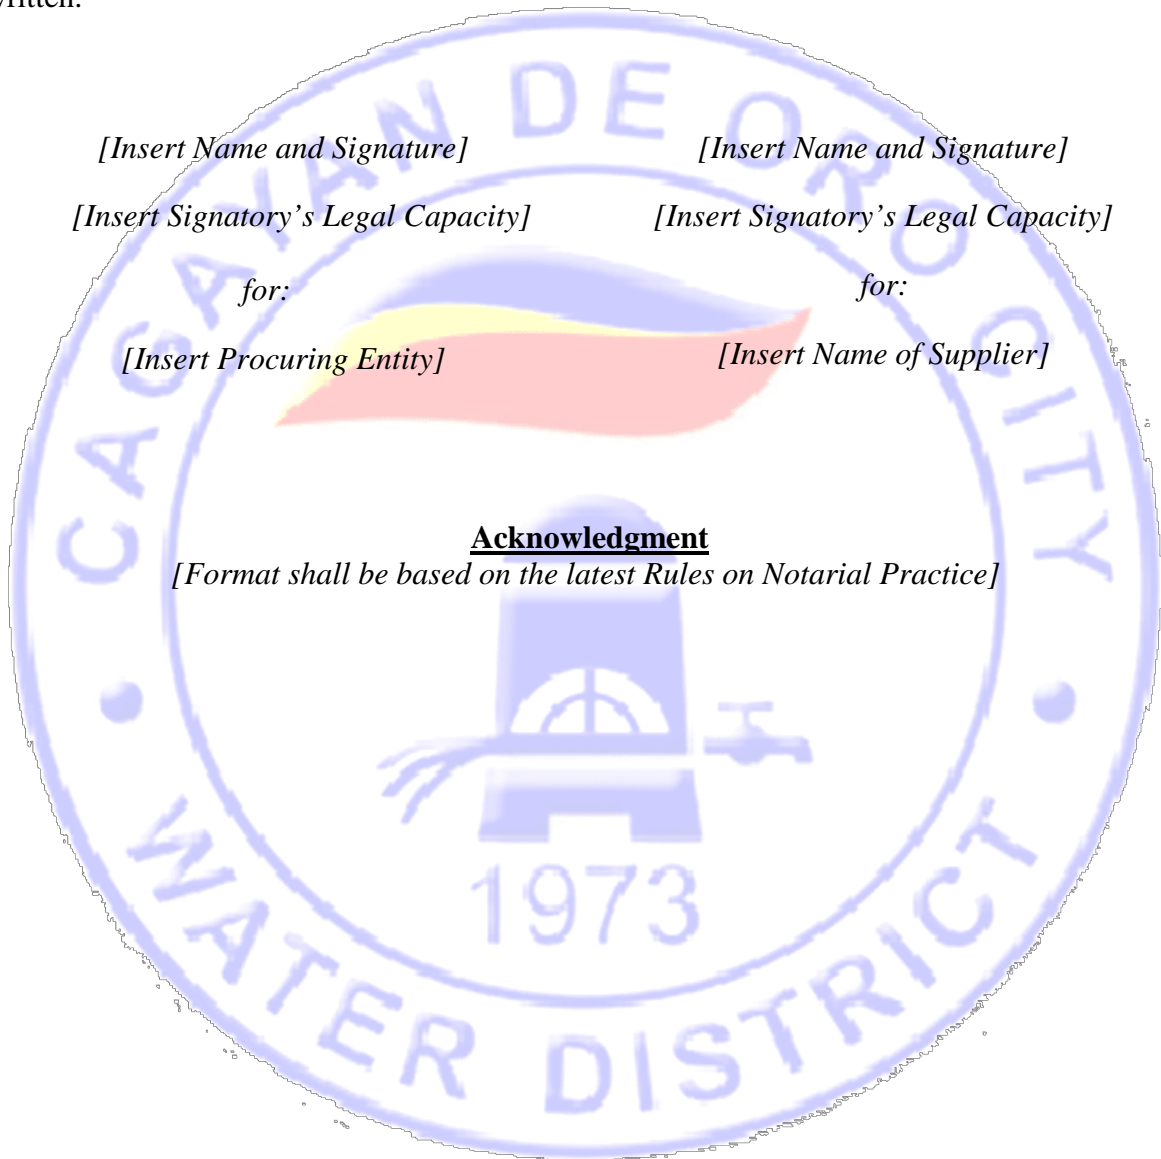 [Insert Name and Signature]
[Insert Signatory’s Legal Capacity]
for:
[Insert Procuring Entity]
[Insert Name and Signature]
[Insert Signatory’s Legal Capacity]
for:
[Insert Name of Supplier]
Acknowledgment
[Format shall be based on the latest Rules on Notarial Practice]
CAGAYAN DE ORO CITY
1973
WATER DISTRICT